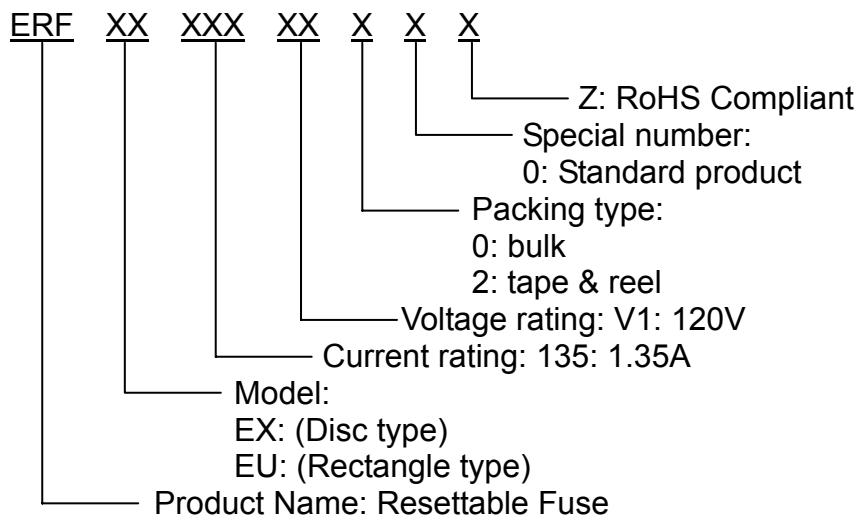 ERF XX XXX XX X X X
Z: RoHS Compliant
Special number:
0: Standard product
Packing type:
0: bulk
2: tape & reel
Voltage rating: V1: 120V
Current rating: 135: 1.35A
Model:
EX: (Disc type)
EU: (Rectangle type)
Product Name: Resettable Fuse